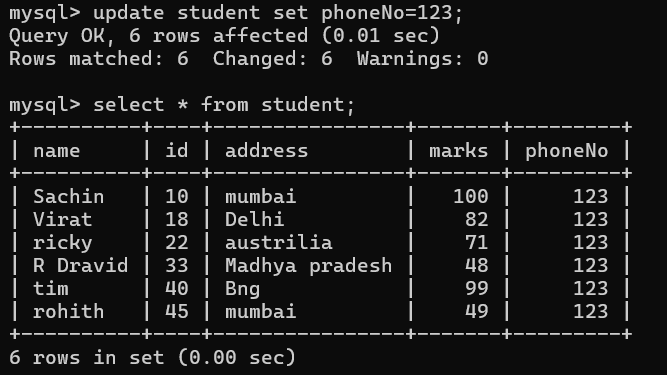 mysql> update student set phoneNo=123;
Query OK, 6 rows affected (0.01 sec)
Rows matched: 6  Changed: 6  Warnings: 0

mysql> select * from student;
+----------+----+----------------+-------+---------+
| name     | id | address        | marks | phoneNo |
+----------+----+----------------+-------+---------+
| Sachin   | 10 | mumbai         |   100 |     123 |
| Virat    | 18 | Delhi          |    82 |     123 |
| ricky    | 22 | austrilia      |    71 |     123 |
| R Dravid | 33 | Madhya pradesh |    48 |     123 |
| tim      | 40 | Bng            |    99 |     123 |
| rohith   | 45 | mumbai         |    49 |     123 |
+----------+----+----------------+-------+---------+
6 rows in set (0.00 sec)